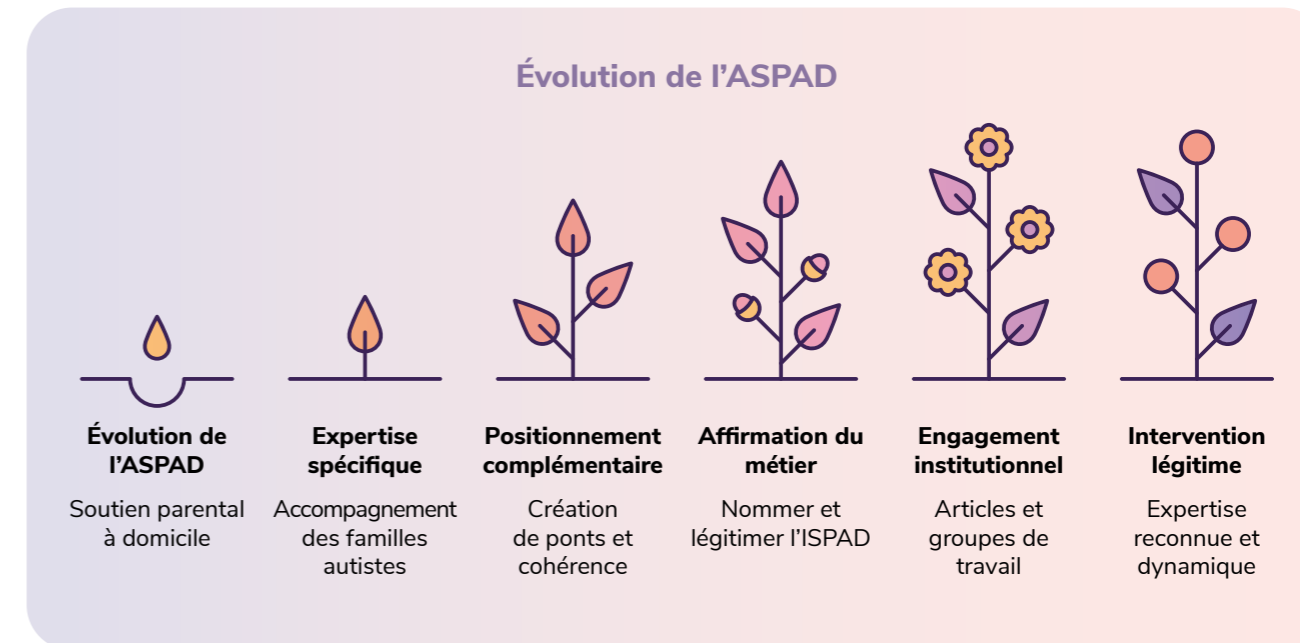 Évolution de l’ASPAD
Évolution de
l’ASPAD
Soutien parental
à domicile
Expertise
spécifique
Accompagnement
des familles
autistes
Positionnement
complémentaire
Création
de ponts et
cohérence
Affirmation du
métier
Nommer et
légitimer l’ISPAD
Engagement
institutionnel
Articles et
groupes de
travail
Intervention
légitime
Expertise
reconnue et
dynamique